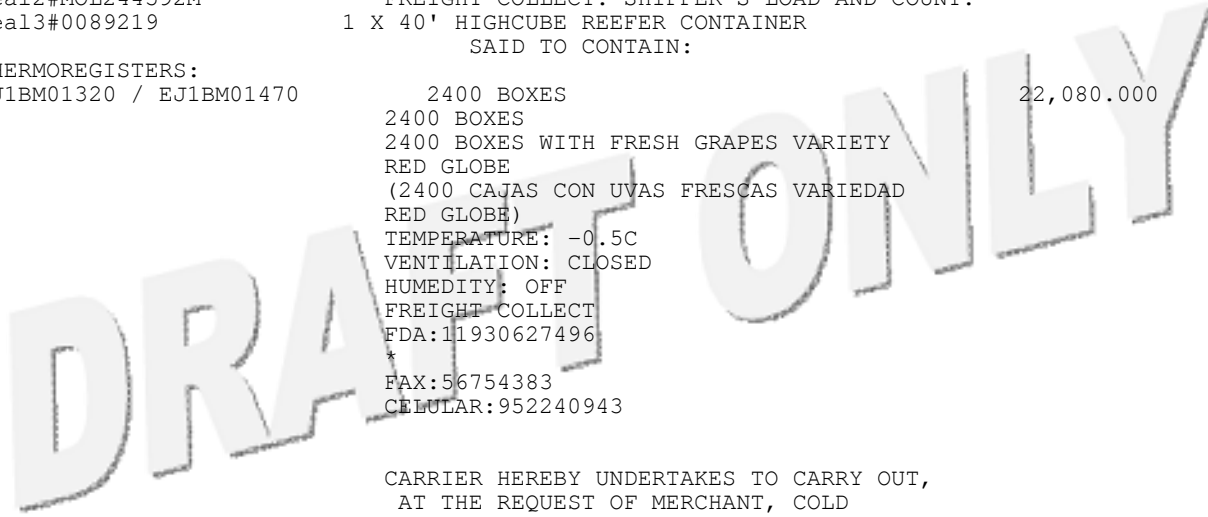 FREIGHT COLLECT. SHIPPER'S LOAD AND COUNT.
eal3#0089219 1 X 40' HIGHCUBE REEFER CONTAINER
SAID TO CONTAIN:
HERMOREGISTERS:
J1BM01320 / EJ1BM01470 2400 BOXES 22,080.000
2400 BOXES
2400 BOXES WITH FRESH GRAPES VARIETY
RED GLOBE
(2400 CAJAS CON UVAS FRESCAS VARIEDAD
RED GLOBE)
TEMPERATURE: -0.5C
VENTILATION: CLOSED
HUMEDITY: OFF
FREIGHT COLLECT
FDA:11930627496
*
FAX:56754383
CELULAR:952240943
CARRIER HEREBY UNDERTAKES TO CARRY OUT,
AT THE REQUEST OF MERCHANT, COLD
DRAFT ONLY